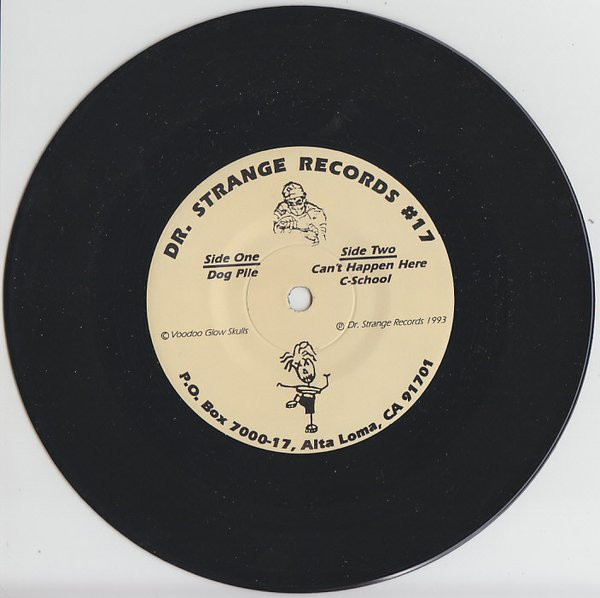 DR. STRANGE RECORDS #17
Side One
Dog Pile
Side Two
Can't Happen Here
C-School
© Voodoo Glow Skulls
℗ Dr. Strange Records 1993
P.O. Box 7000-17, Alta Loma, CA 91701